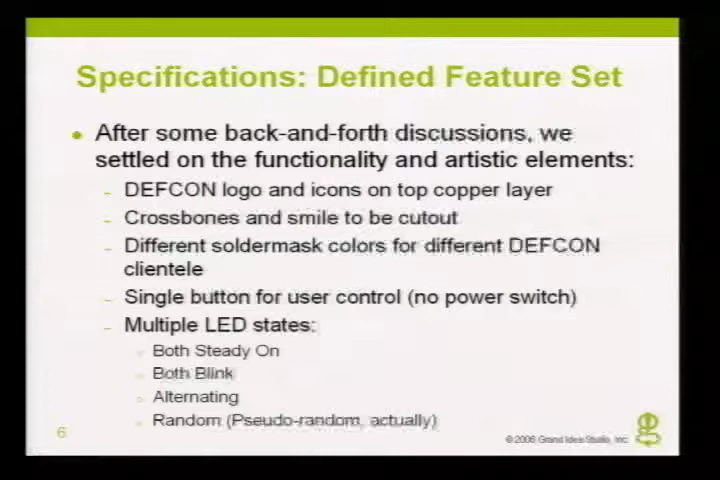 Specifications: Defined Feature Set
After some back-and-forth discussions, we
settled on the functionality and artistic elements:
DEFCON logo and icons on top copper layer
Crossbones and smile to be cutout
Different soldermask colors for different DEFCON
clientele
Single button for user control (no power switch)
Multiple LED states:
Both Steady On
Both Blink
Alternating
Random (Pseudo-random, actually)
6
© 2006 Grand Idea Studio, Inc.